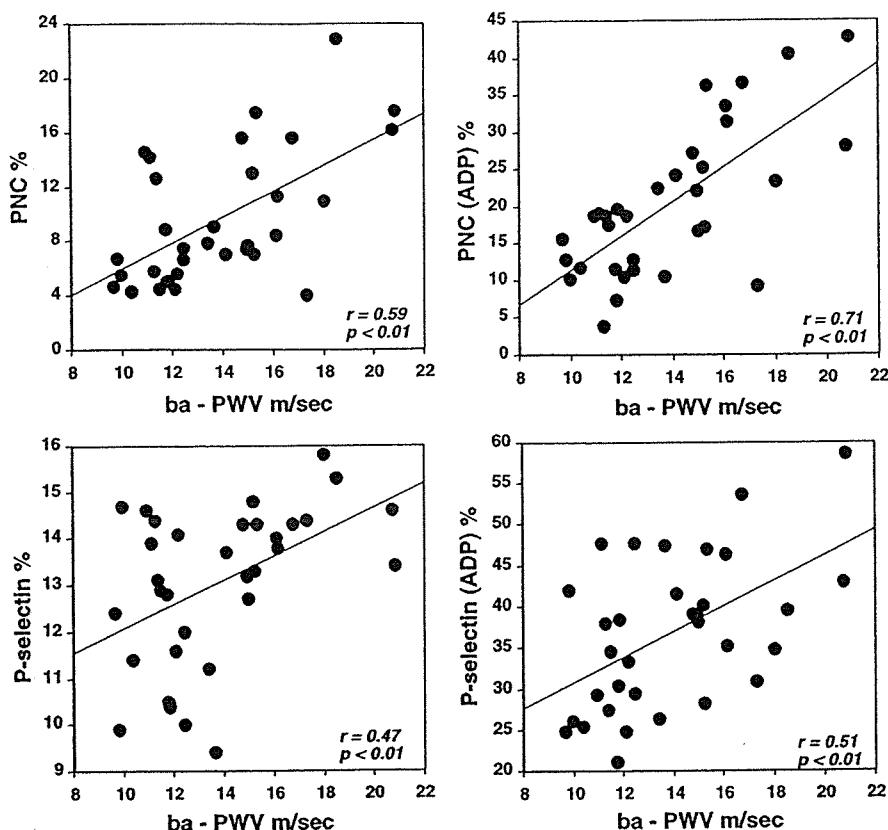 PNC %
24
20
16
12
8
4
0
8 10 12 14 16 18 20 22
ba - PWV m/sec
r = 0.59
p < 0.01
PNC (ADP) %
45
40
35
30
25
20
15
10
5
0
8 10 12 14 16 18 20 22
ba - PWV m/sec
r = 0.71
p < 0.01
P-selectin %
16
15
14
13
12
11
10
9
8 10 12 14 16 18 20 22
ba - PWV m/sec
r = 0.47
p < 0.01
P-selectin (ADP) %
60
55
50
45
40
35
30
25
20
8 10 12 14 16 18 20 22
ba - PWV m/sec
r = 0.51
p < 0.01